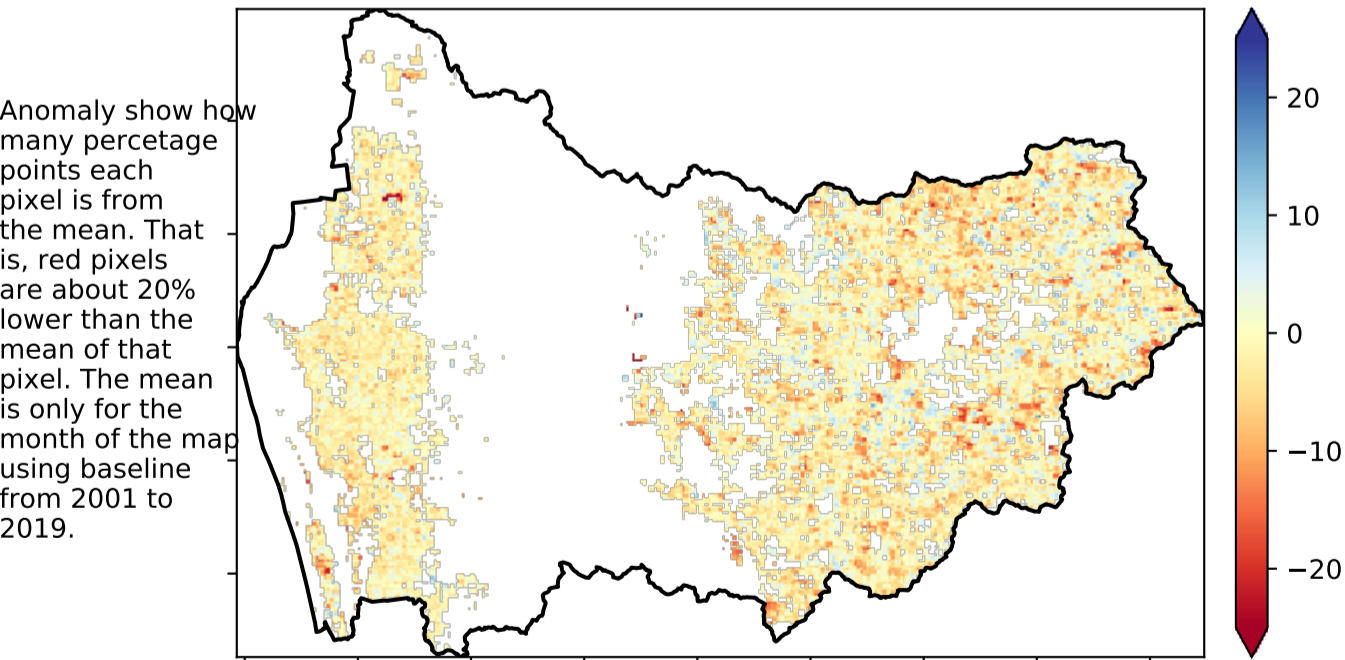 Anomaly show how
many percetage
points each
pixel is from
the mean. That
is, red pixels
are about 20%
lower than the
mean of that
pixel. The mean
is only for the
month of the map
using baseline
from 2001 to
2019.
20
10
0
−10
−20